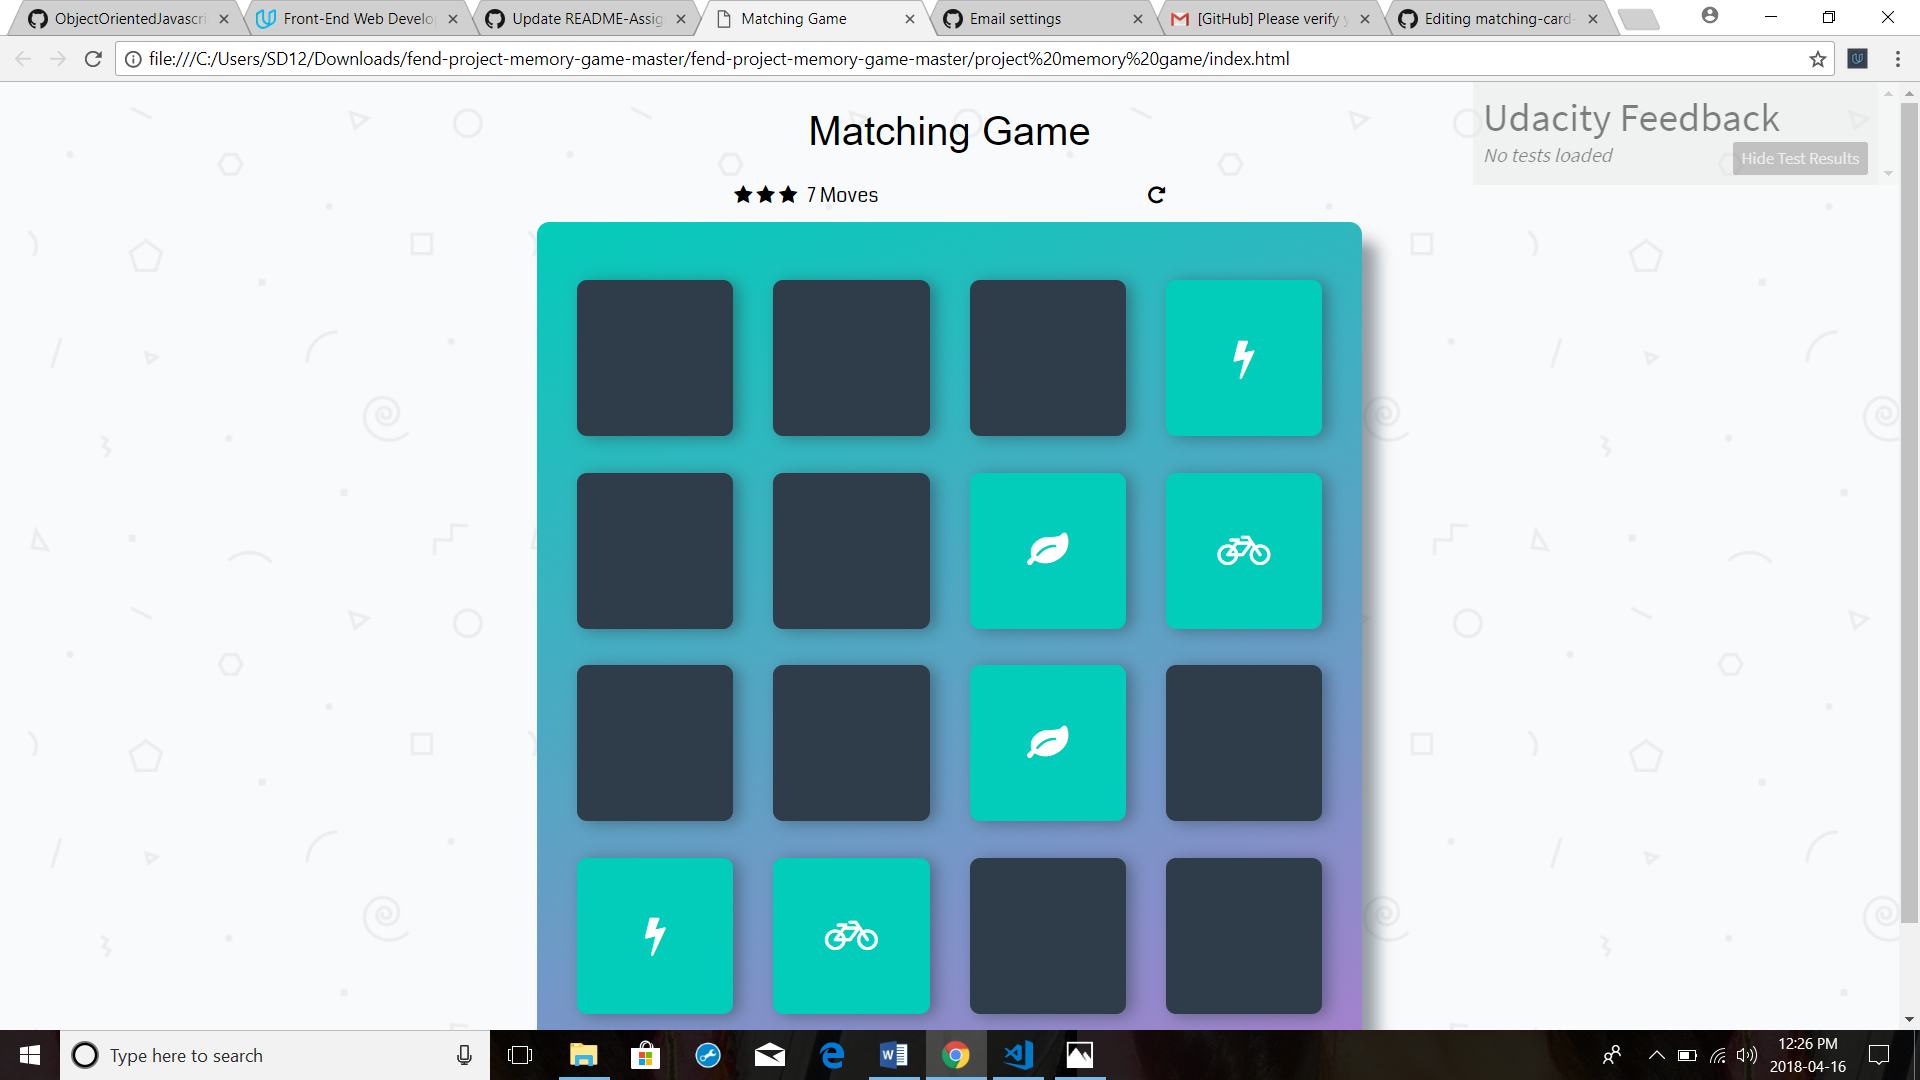 ObjectOrientedJavascri
Front-End Web Develo
Update README-Assig
Matching Game
Email settings
[GitHub] Please verify y
Editing matching-card-
file:///C:/Users/SD12/Downloads/fend-project-memory-game-master/fend-project-memory-game-master/project%20memory%20game/index.html
Matching Game
Udacity Feedback
No tests loaded
Hide Test Results
7 Moves
Type here to search
12:26 PM
2018-04-16